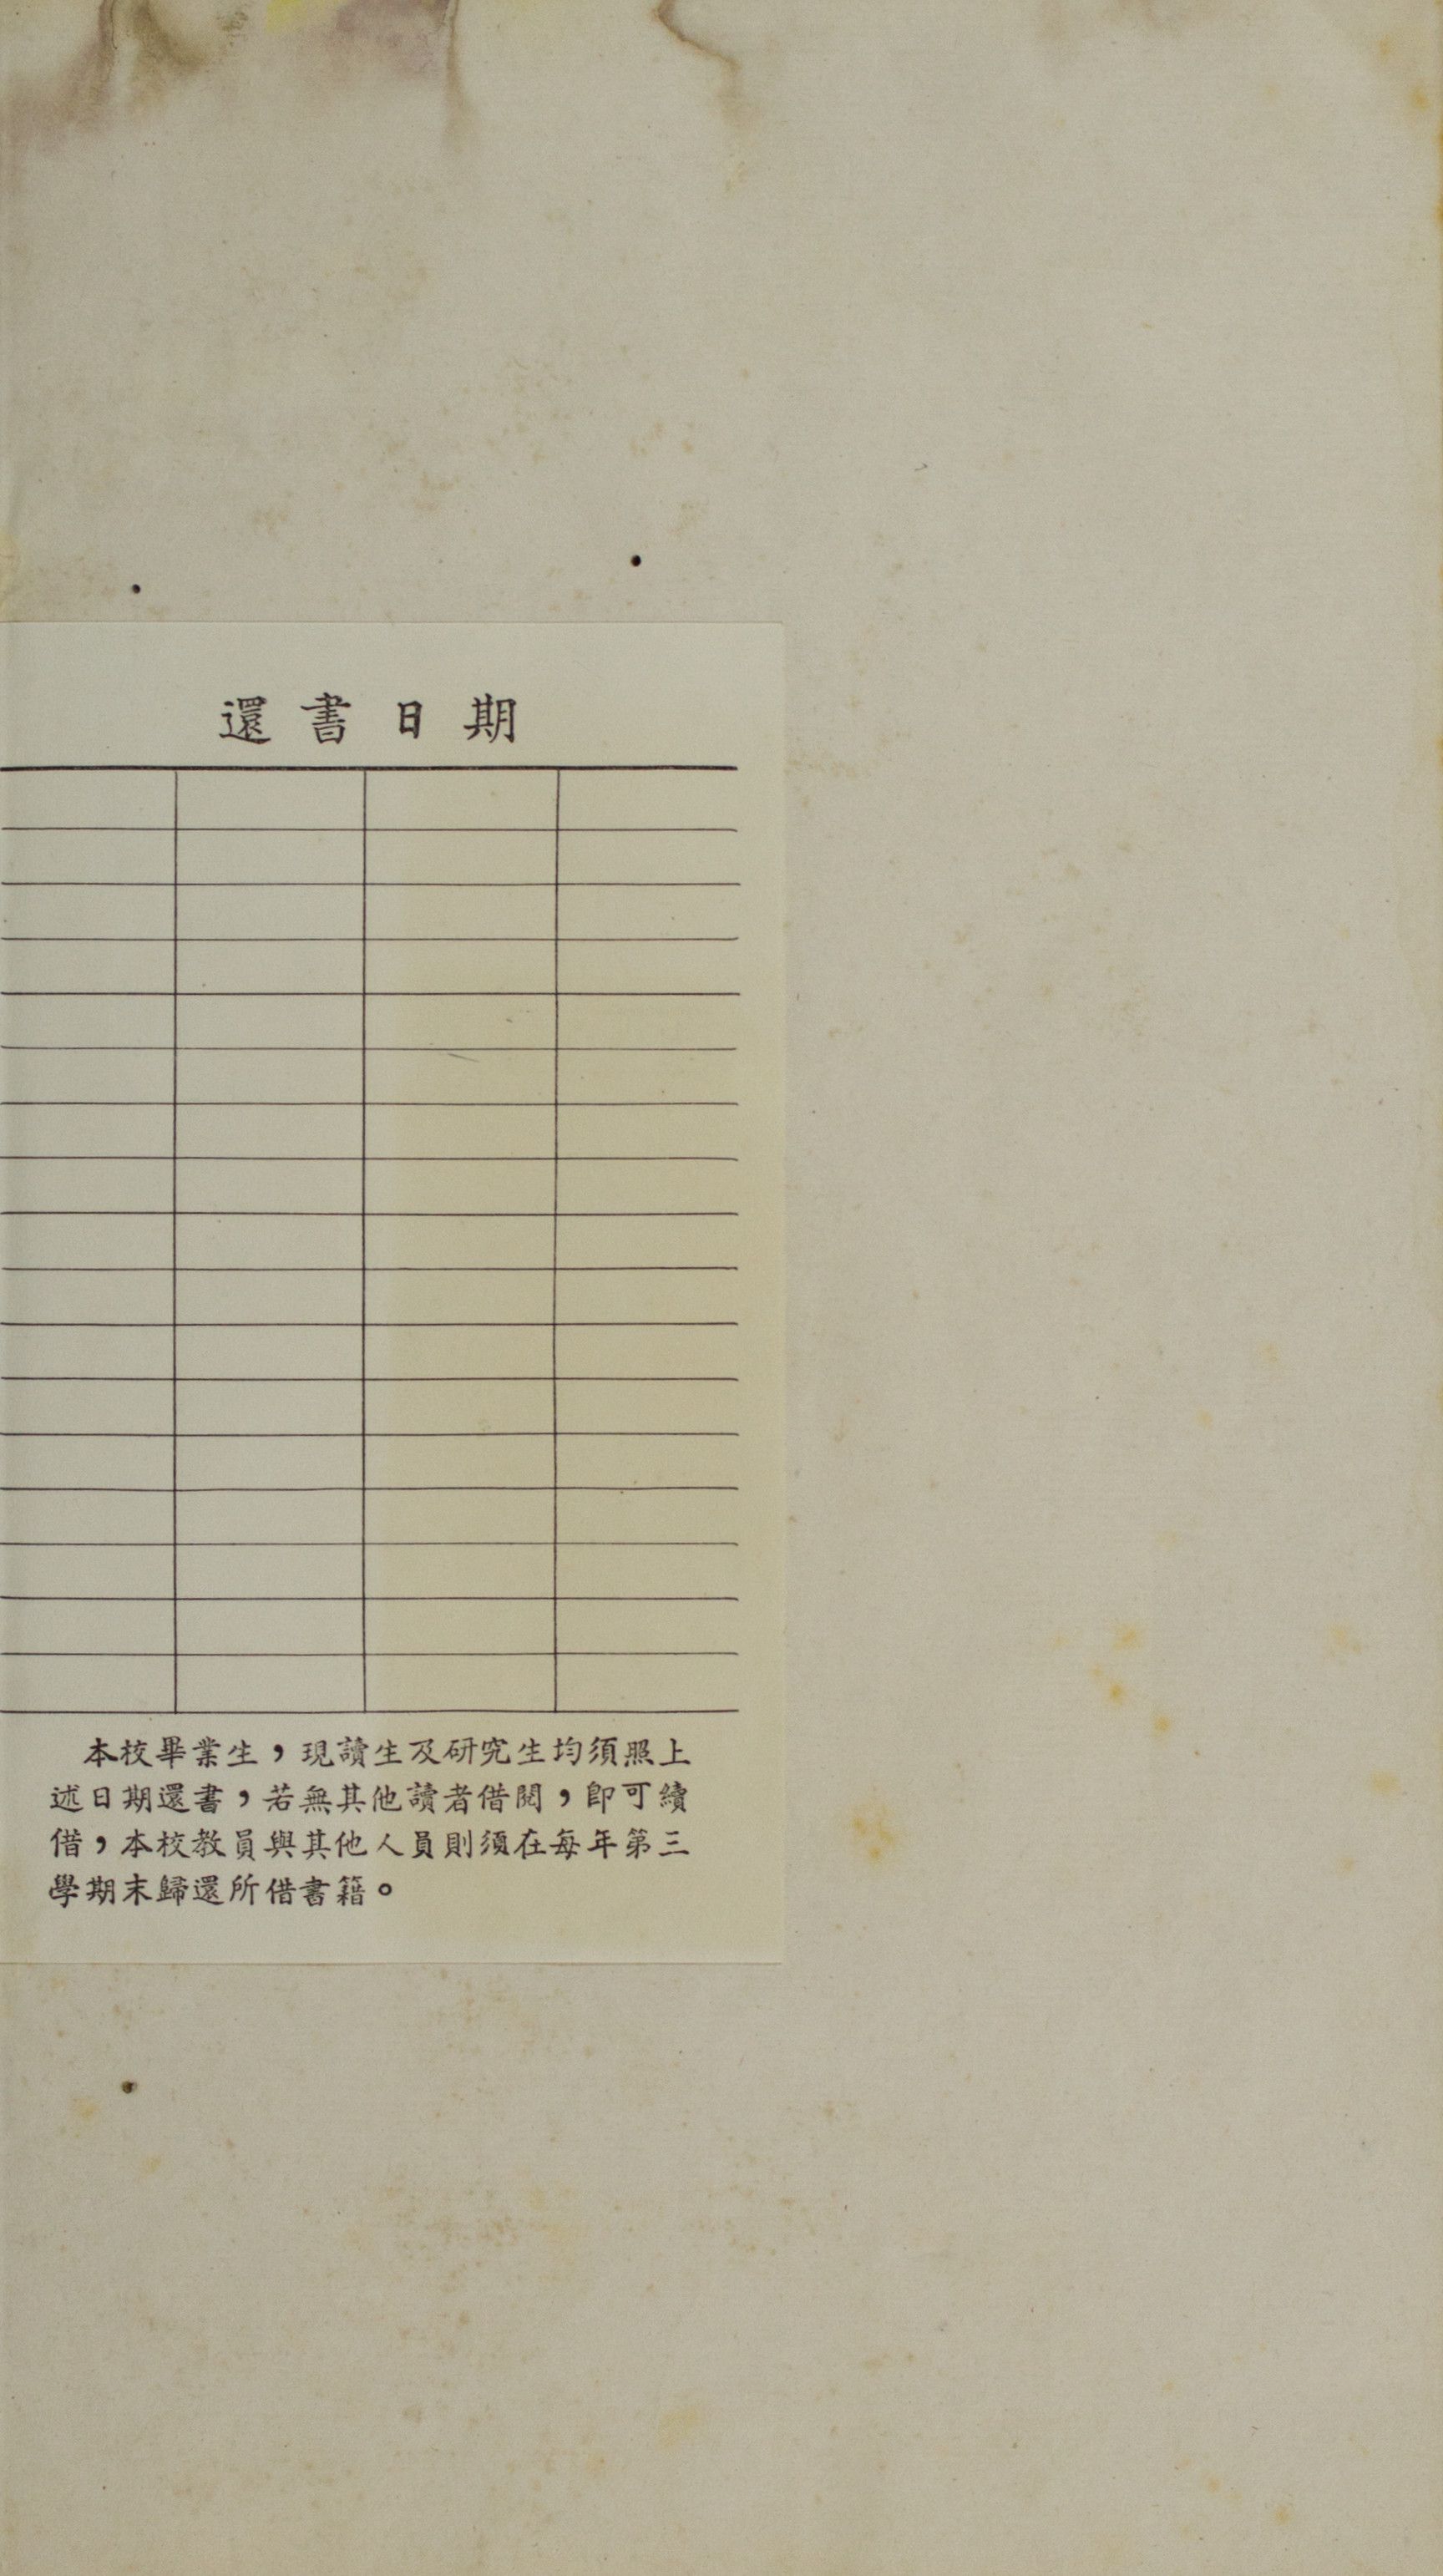 還書日期
本校畢業生，現讀生及研究生均須照上
述日期還書，若無其他讀者借閱，即可續
借，本校教員與其他人員則須在每年第三
學期末歸還所借書籍。